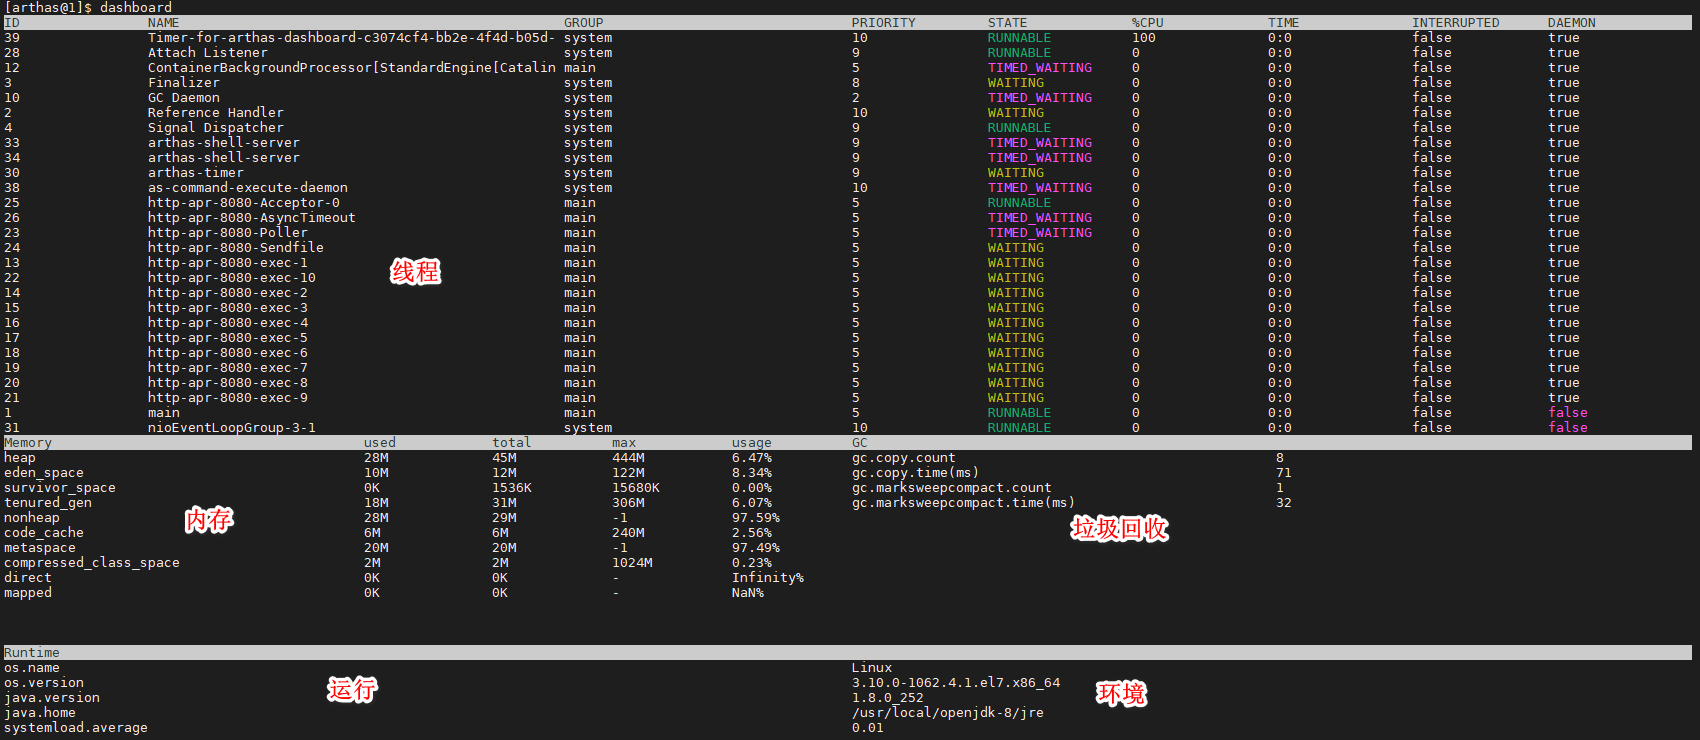 [arthas@1]$ dashboard
ID NAME GROUP PRIORITY STATE %CPU TIME INTERRUPTED DAEMON
39 Timer-for-arthas-dashboard-c3074cf4-bb2e-4f4d-b05d- system 10 RUNNABLE 100 0:0 false true
28 Attach Listener system 9 RUNNABLE 0 0:0 false true
12 ContainerBackgroundProcessor[StandardEngine[Catalin main 5 TIMED_WAITING 0 0:0 false true
3 Finalizer system 8 WAITING 0 0:0 false true
10 GC Daemon system 2 TIMED_WAITING 0 0:0 false true
2 Reference Handler system 10 WAITING 0 0:0 false true
4 Signal Dispatcher system 9 RUNNABLE 0 0:0 false true
33 arthas-shell-server system 9 TIMED_WAITING 0 0:0 false true
34 arthas-shell-server system 9 TIMED_WAITING 0 0:0 false true
30 arthas-timer system 9 WAITING 0 0:0 false true
38 as-command-execute-daemon system 10 TIMED_WAITING 0 0:0 false true
25 http-apr-8080-Acceptor-0 main 5 RUNNABLE 0 0:0 false true
26 http-apr-8080-AsyncTimeout main 5 TIMED_WAITING 0 0:0 false true
23 http-apr-8080-Poller main 5 TIMED_WAITING 0 0:0 false true
24 http-apr-8080-Sendfile main 5 WAITING 0 0:0 false true
13 http-apr-8080-exec-1 main 5 WAITING 0 0:0 false true
线程
22 http-apr-8080-exec-10 main 5 WAITING 0 0:0 false true
14 http-apr-8080-exec-2 main 5 WAITING 0 0:0 false true
15 http-apr-8080-exec-3 main 5 WAITING 0 0:0 false true
16 http-apr-8080-exec-4 main 5 WAITING 0 0:0 false true
17 http-apr-8080-exec-5 main 5 WAITING 0 0:0 false true
18 http-apr-8080-exec-6 main 5 WAITING 0 0:0 false true
19 http-apr-8080-exec-7 main 5 WAITING 0 0:0 false true
20 http-apr-8080-exec-8 main 5 WAITING 0 0:0 false true
21 http-apr-8080-exec-9 main 5 WAITING 0 0:0 false true
1 main main 5 RUNNABLE 0 0:0 false false
31 nioEventLoopGroup-3-1 system 10 RUNNABLE 0 0:0 false false
Memory used total max usage GC
heap 28M 45M 444M 6.47% gc.copy.count 8
eden_space 10M 12M 122M 8.34% gc.copy.time(ms) 71
survivor_space 0K 1536K 15680K 0.00% gc.marksweepcompact.count 1
tenured_gen 18M 31M 306M 6.07% gc.marksweepcompact.time(ms) 32
nonheap 28M 29M -1 97.59%
内存
垃圾回收
code_cache 6M 6M 240M 2.56%
metaspace 20M 20M -1 97.49%
compressed_class_space 2M 2M 1024M 0.23%
direct 0K 0K - Infinity%
mapped 0K 0K - NaN%
Runtime
os.name Linux
os.version 3.10.0-1062.4.1.el7.x86_64
运行 环境
java.version 1.8.0_252
java.home /usr/local/openjdk-8/jre
systemload.average 0.01